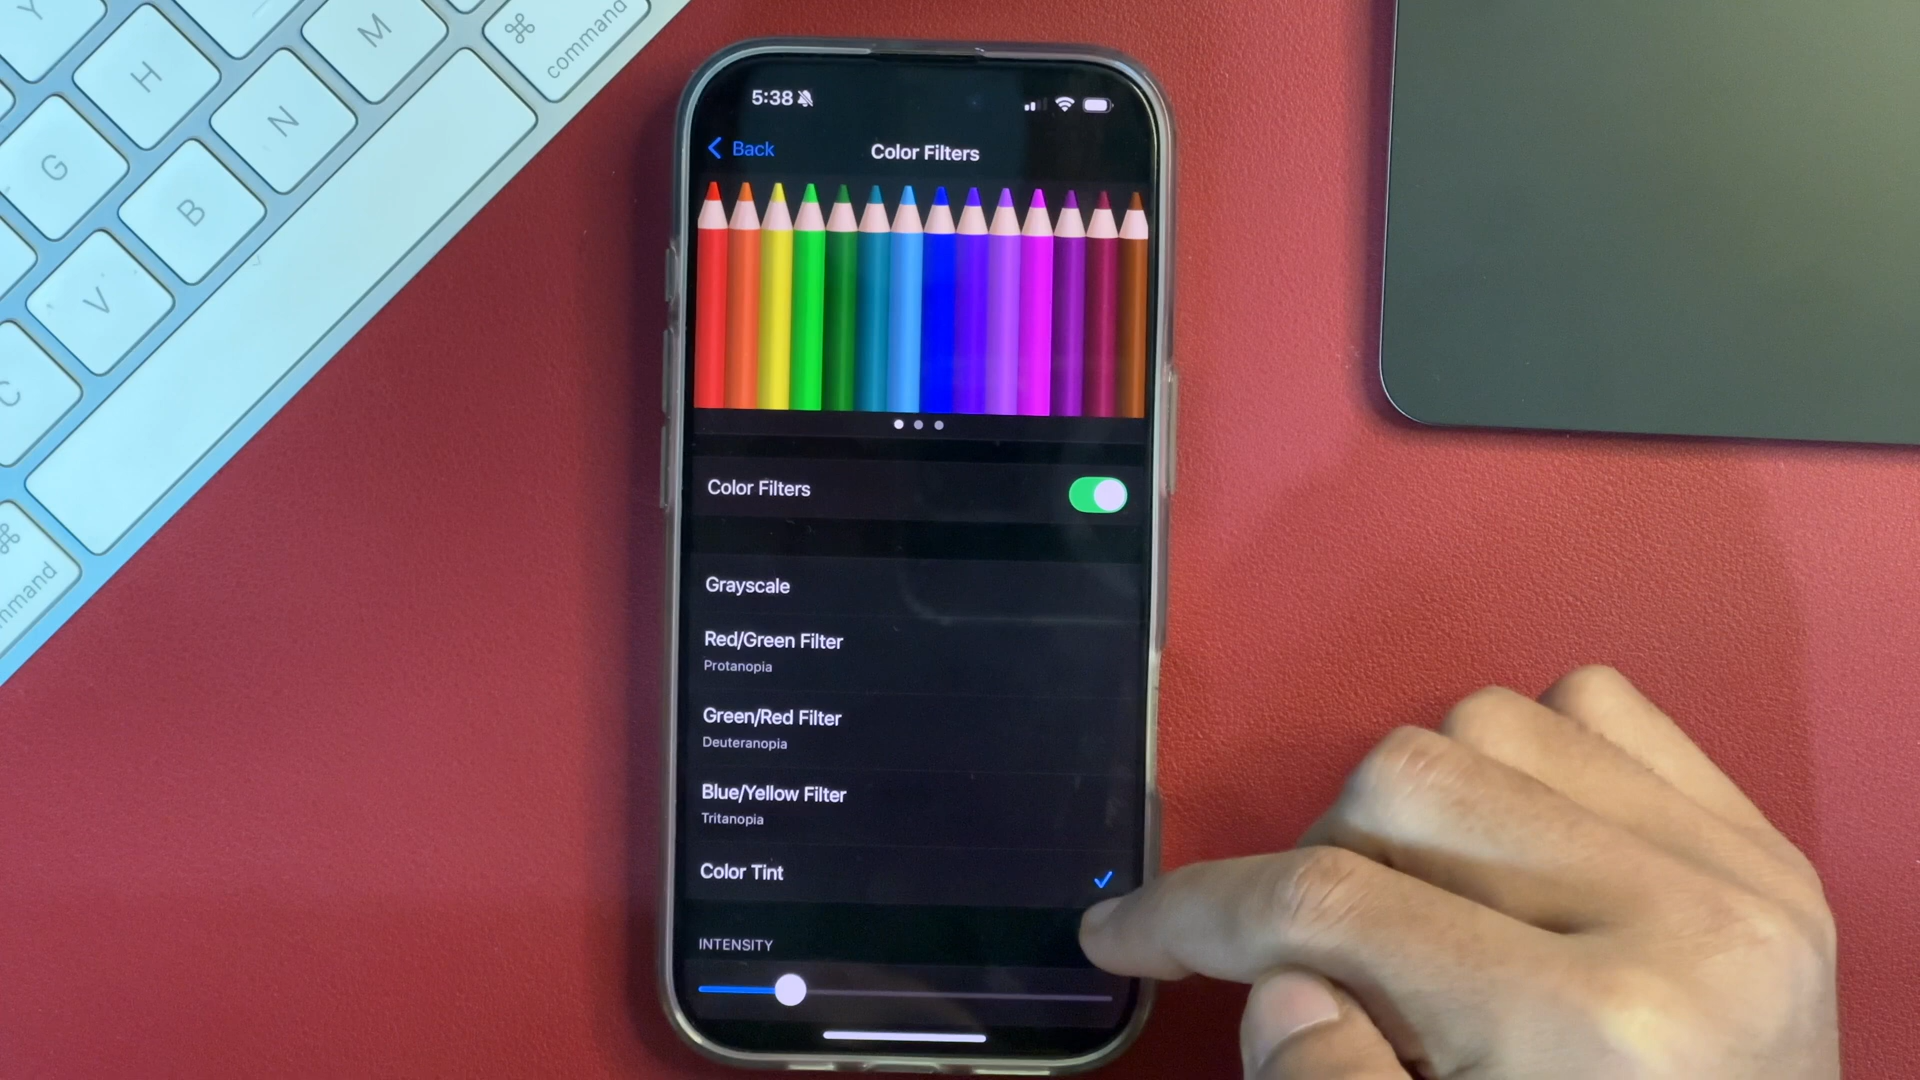 Y
H
M
⌘
command
G
N
B
V
C
⌘
mmand
5:38
Back
Color Filters
Color Filters
Grayscale
Red/Green Filter
Protanopia
Green/Red Filter
Deuteranopia
Blue/Yellow Filter
Tritanopia
Color Tint
INTENSITY